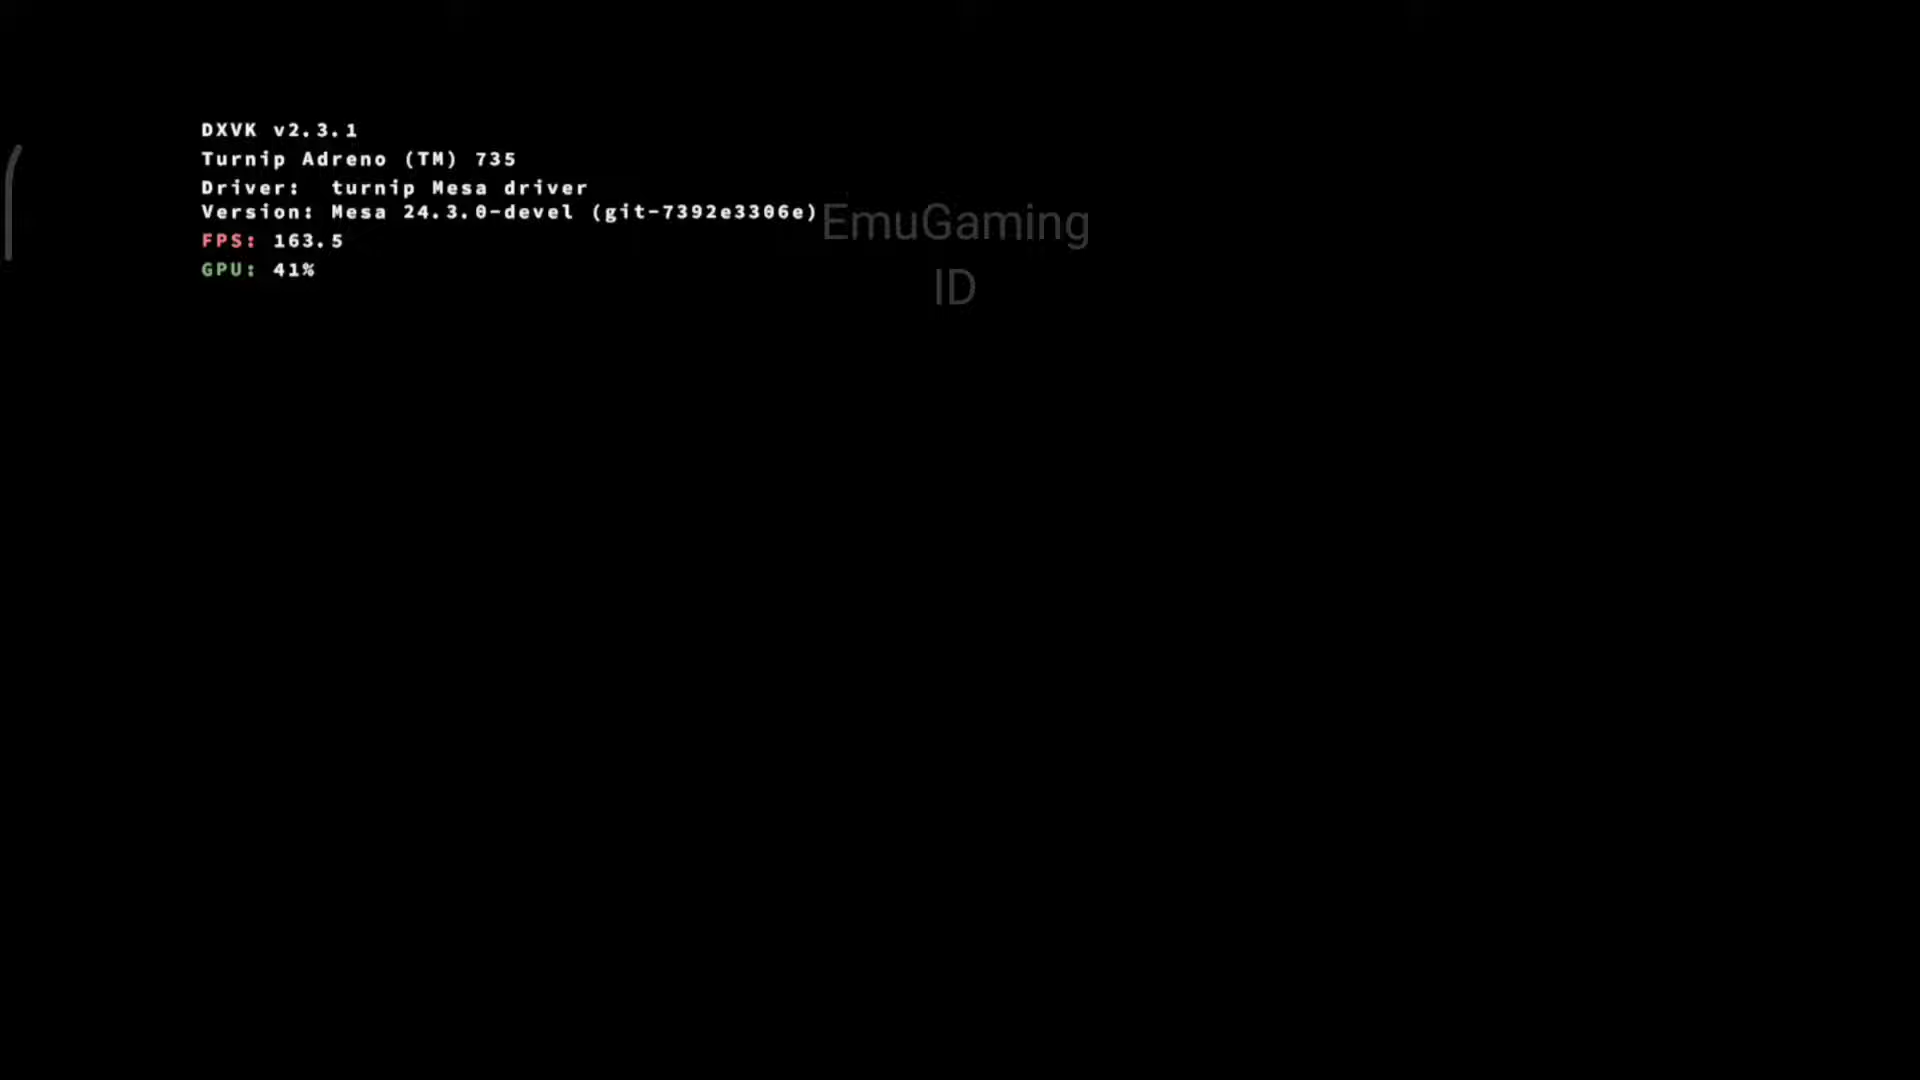 DXVK v2.3.1
Turnip Adreno (TM) 735
Driver:  turnip Mesa driver
Version: Mesa 24.3.0-devel (git-7392e3306e)
FPS: 163.5
GPU: 41%
EmuGaming
ID